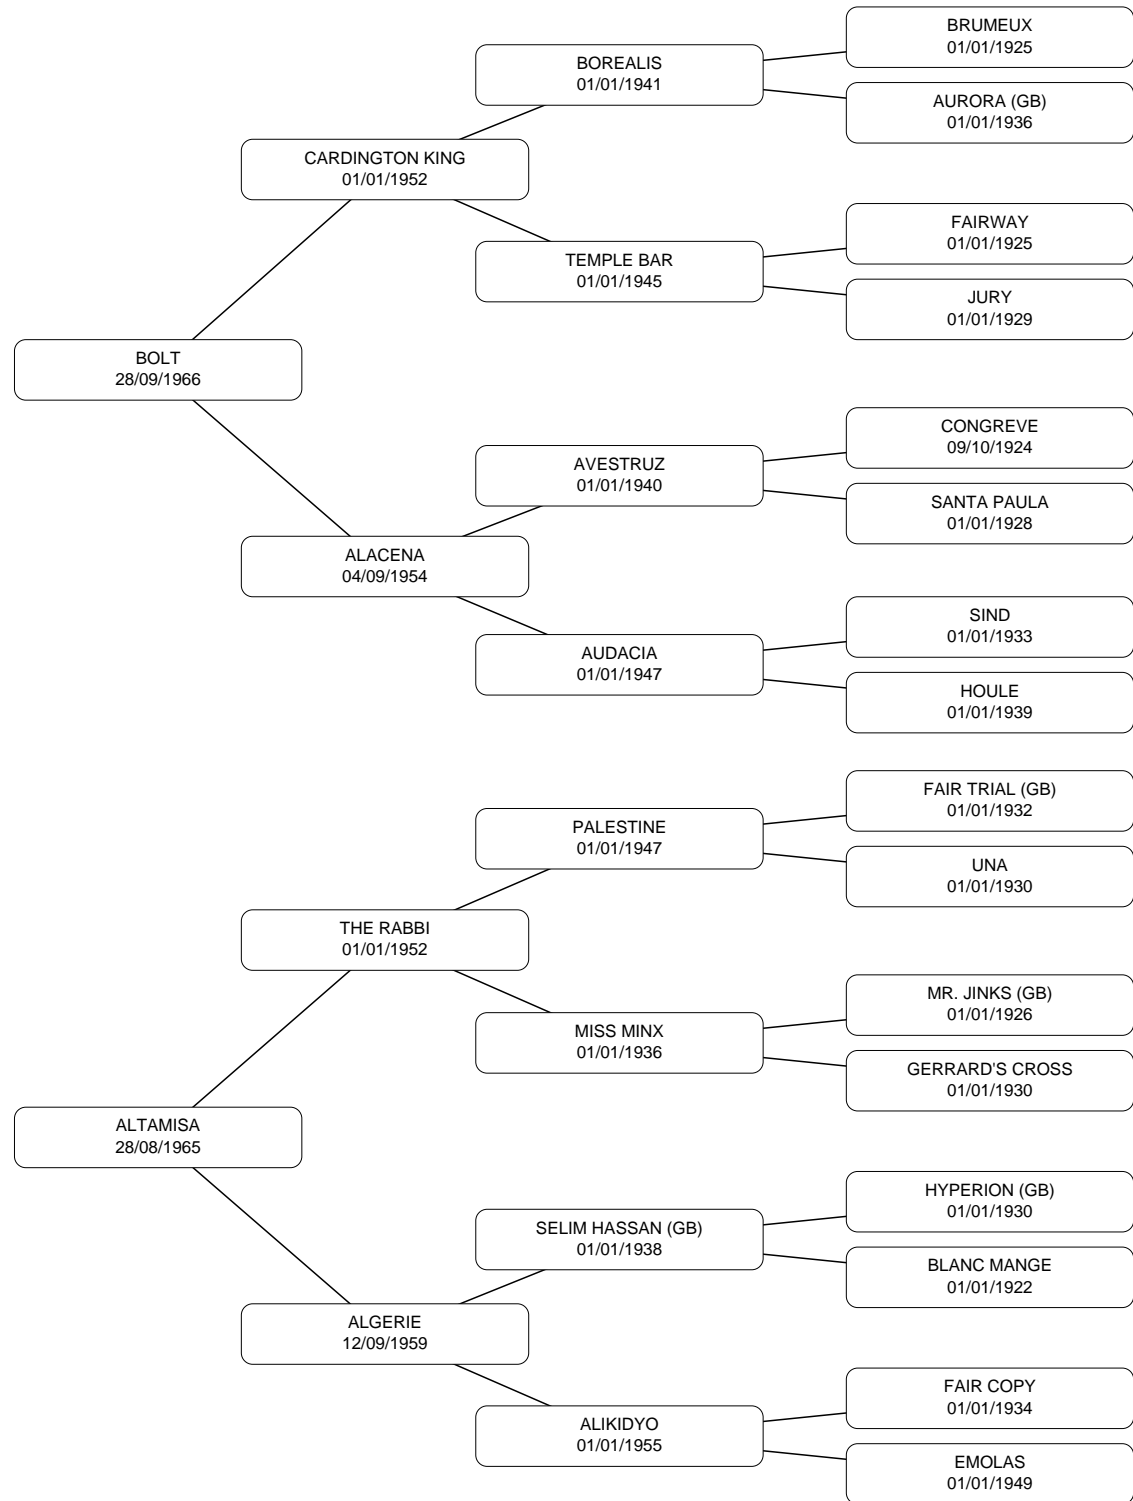 BRUMEUX
01/01/1925
BOREALIS
01/01/1941
AURORA (GB)
01/01/1936
CARDINGTON KING
01/01/1952
FAIRWAY
01/01/1925
TEMPLE BAR
01/01/1945
JURY
01/01/1929
BOLT
28/09/1966
CONGREVE
09/10/1924
AVESTRUZ
01/01/1940
SANTA PAULA
01/01/1928
ALACENA
04/09/1954
SIND
01/01/1933
AUDACIA
01/01/1947
HOULE
01/01/1939
FAIR TRIAL (GB)
01/01/1932
PALESTINE
01/01/1947
UNA
01/01/1930
THE RABBI
01/01/1952
MR. JINKS (GB)
01/01/1926
MISS MINX
01/01/1936
GERRARD'S CROSS
01/01/1930
ALTAMISA
28/08/1965
HYPERION (GB)
01/01/1930
SELIM HASSAN (GB)
01/01/1938
BLANC MANGE
01/01/1922
ALGERIE
12/09/1959
FAIR COPY
01/01/1934
ALIKIDYO
01/01/1955
EMOLAS
01/01/1949